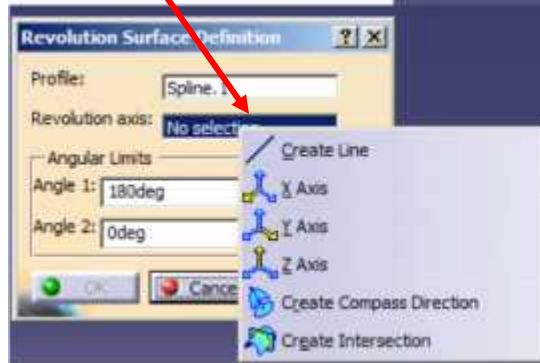 Revolution Surface Definition
Profile:
Spline.
Revolution axis:
No selection
Angular Limits
Angle 1: 180deg
Angle 2: 0deg
OK
Cance
Create Line
X Axis
Y Axis
Z Axis
Create Compass Direction
Create Intersection